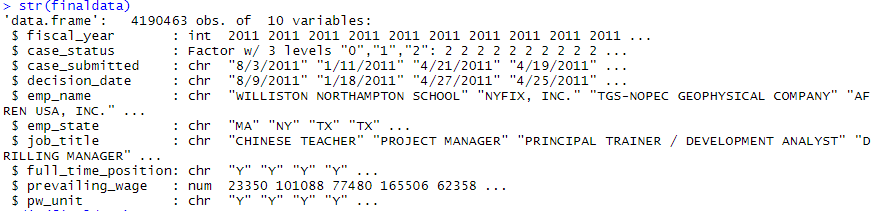 > str(finaldata)
'data.frame':   4190463 obs. of  10 variables:
 $ fiscal_year       : int  2011 2011 2011 2011 2011 2011 2011 2011 2011 2011 ...
 $ case_status       : Factor w/ 3 levels "0","1","2": 2 2 2 2 2 2 2 2 2 2 ...
 $ case_submitted    : chr  "8/3/2011" "1/11/2011" "4/21/2011" "4/19/2011" ...
 $ decision_date     : chr  "8/9/2011" "1/18/2011" "4/27/2011" "4/25/2011" ...
 $ emp_name          : chr  "WILLISTON NORTHAMPTON SCHOOL" "NYFIX, INC." "TGS-NOPEC GEOPHYSICAL COMPANY" "AF
REN USA, INC." ...
 $ emp_state         : chr  "MA" "NY" "TX" "TX" ...
 $ job_title         : chr  "CHINESE TEACHER" "PROJECT MANAGER" "PRINCIPAL TRAINER / DEVELOPMENT ANALYST" "D
RILLING MANAGER" ...
 $ full_time_position: chr  "Y" "Y" "Y" "Y" ...
 $ prevailing_wage   : num  23350 101088 77480 165506 62358 ...
 $ pw_unit           : chr  "Y" "Y" "Y" "Y" ...